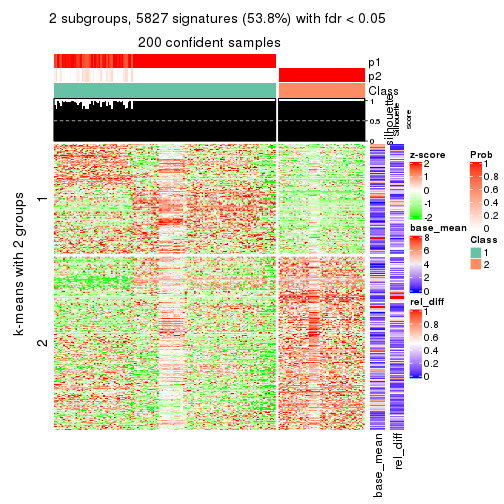 2 subgroups, 5827 signatures (53.8%) with fdr < 0.05
200 confident samples
p1
p2
Class
1
0.5
0
silhouette
Silhouette
score
k-means with 2 groups
1
2
base_mean
rel_diff
z-score
2
1
0
-1
-2
base_mean
8
6
4
2
0
rel_diff
1
0.8
0.6
0.4
0.2
0
Prob
1
0.8
0.6
0.4
0.2
0
Class
1
2